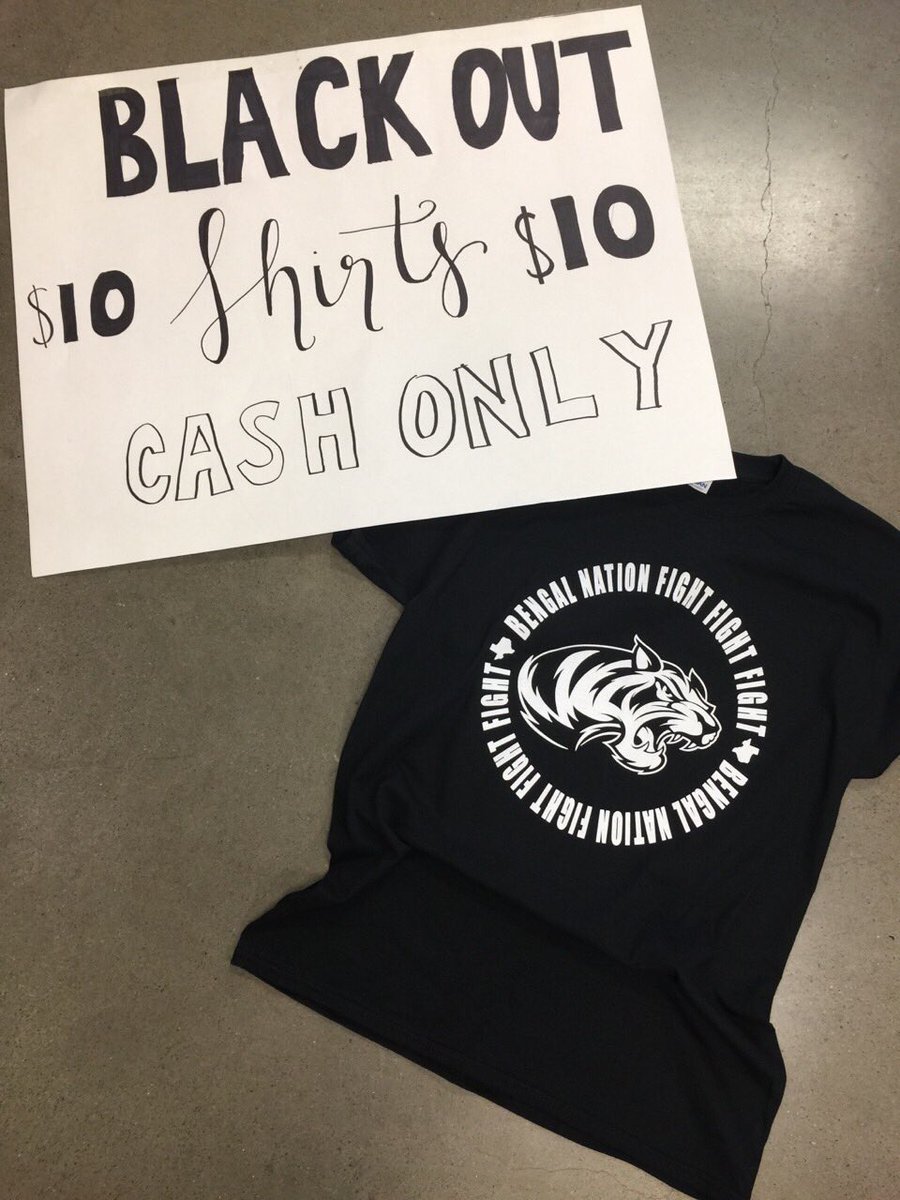 BLACK OUT
$10 Shirts $10
CASH ONLY
BENGAL NATION FIGHT FIGHT FIGHT
BENGAL NATION FIGHT FIGHT FIGHT